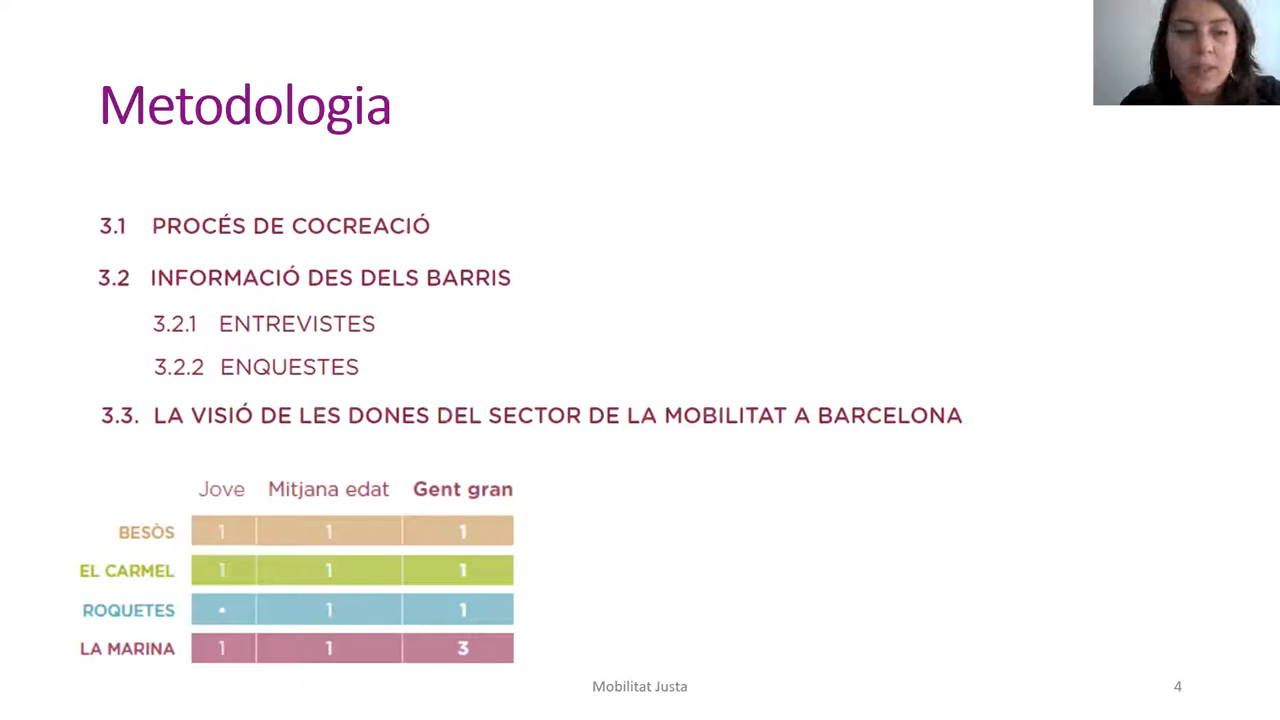 Metodologia
3.1 PROCÉS DE COCREACIÓ
3.2 INFORMACIÓ DES DELS BARRIS
3.2.1 ENTREVISTES
3.2.2 ENQUESTES
3.3. LA VISIÓ DE LES DONES DEL SECTOR DE LA MOBILITAT A BARCELONA
Jove Mitjana edat Gent gran
BESÒS 1 1 1
EL CARMEL 1 1 1
ROQUETES • 1 1
LA MARINA 1 1 3
Mobilitat Justa 4